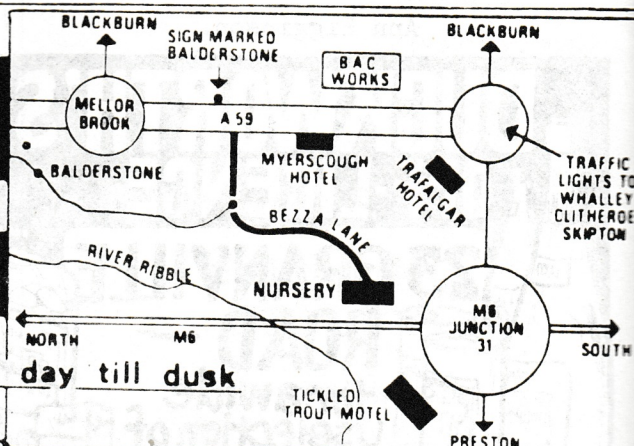 BLACKBURN
SIGN MARKED
BALDERSTONE
BAC
WORKS
BLACKBURN
MELLOR
BROOK
A 59
MYERSCOUGH
HOTEL
TRAFALGAR
HOTEL
TRAFFIC
LIGHTS TO
WHALLEY
CLITHEROE
SKIPTON
BALDERSTONE
BEZZA LANE
RIVER RIBBLE
NURSERY
M6
JUNCTION
31
NORTH
M6
SOUTH
day till dusk
TICKLED
TROUT MOTEL
PRESTON